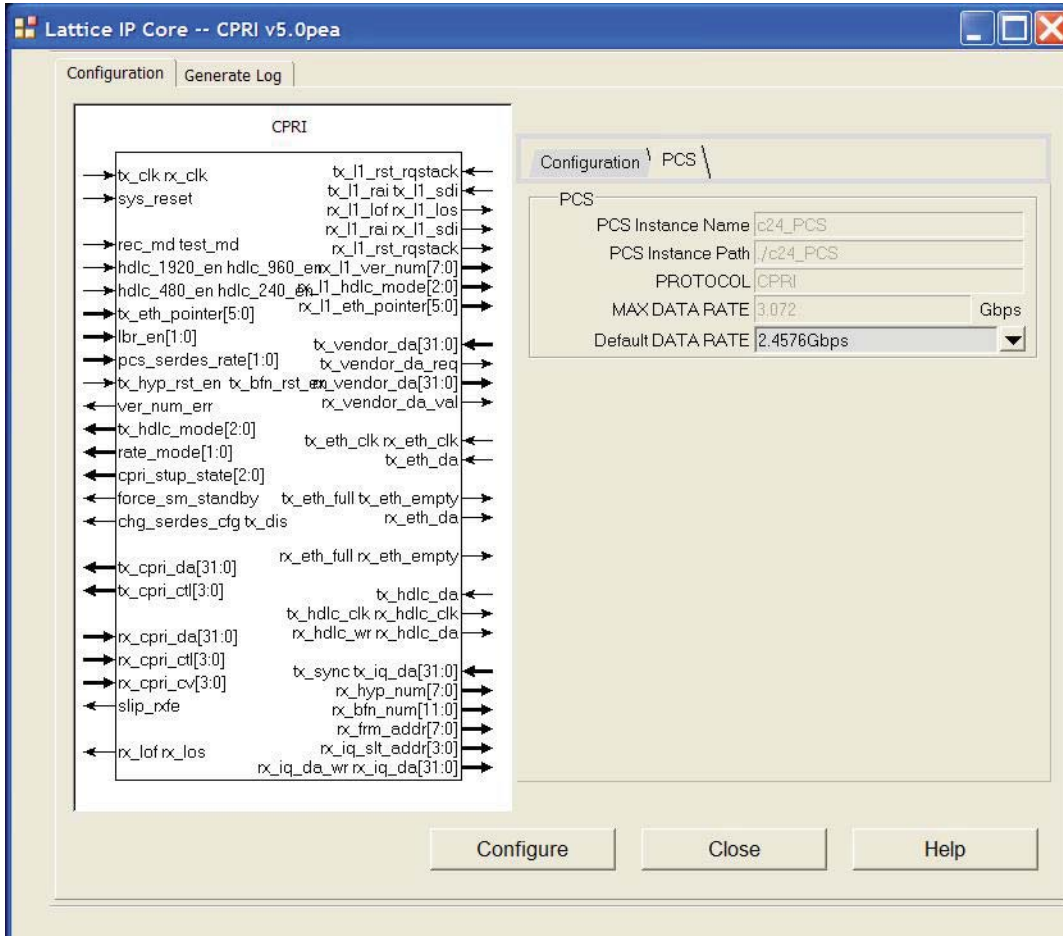 Lattice IP Core -- CPRI v5.0pea
Configuration
Generate Log
CPRI
tx_clk rx_clk
sys_reset
rec_md test_md
hdlc_1920_en hdlc_960_en
hdlc_480_en hdlc_240_en
tx_eth_pointer[5:0]
lbr_en[1:0]
pcs_serdes_rate[1:0]
tx_hyp_rst_en tx_bfn_rst_en
ver_num_err
tx_hdlc_mode[2:0]
rate_mode[1:0]
cpri_stup_state[2:0]
force_sm_standby
chg_serdes_cfg tx_dis
tx_cpri_da[31:0]
tx_cpri_ctl[3:0]
rx_cpri_da[31:0]
rx_cpri_ctl[3:0]
rx_cpri_cv[3:0]
slip_rxfe
rx_lof rx_los
tx_l1_rst_rqstack
tx_l1_rai tx_l1_sdi
rx_l1_lof rx_l1_los
rx_l1_rai rx_l1_sdi
rx_l1_rst_rqstack
rx_l1_ver_num[7:0]
rx_l1_hdlc_mode[2:0]
rx_l1_eth_pointer[5:0]
tx_vendor_da[31:0]
tx_vendor_da_req
rx_vendor_da[31:0]
rx_vendor_da_val
tx_eth_clk rx_eth_clk
tx_eth_da
tx_eth_full tx_eth_empty
rx_eth_da
rx_eth_full rx_eth_empty
tx_hdlc_da
tx_hdlc_clk rx_hdlc_clk
rx_hdlc_wr rx_hdlc_da
tx_sync tx_iq_da[31:0]
rx_hyp_num[7:0]
rx_bfn_num[11:0]
rx_frm_addr[7:0]
rx_iq_slt_addr[3:0]
rx_iq_da_wr rx_iq_da[31:0]
Configuration
PCS
PCS
PCS Instance Name c24_PCS
PCS Instance Path ./c24_PCS
PROTOCOL CPRI
MAX DATA RATE 3.072 Gbps
Default DATA RATE 2.4576Gbps
Configure
Close
Help